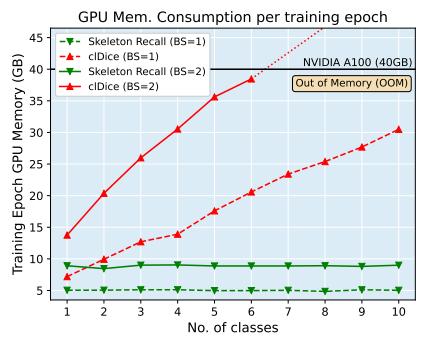 GPU Mem. Consumption per training epoch
Training Epoch GPU Memory (GB)
45
40
35
30
25
20
15
10
5
Skeleton Recall (BS=1)
clDice (BS=1)
Skeleton Recall (BS=2)
clDice (BS=2)
NVIDIA A100 (40GB)
Out of Memory (OOM)
1 2 3 4 5 6 7 8 9 10
No. of classes